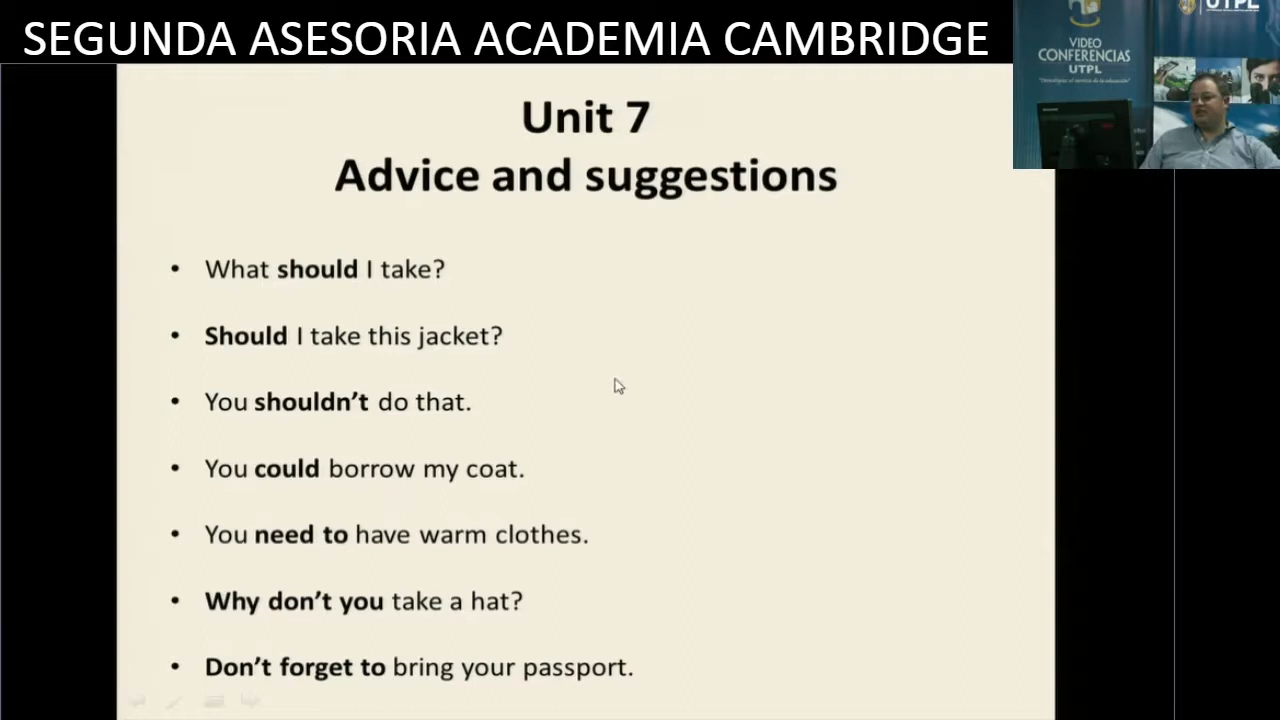 SEGUNDA ASESORIA ACADEMIA CAMBRIDGE
UTPL
VIDEO
CONFERENCIAS
UTPL
Unit 7
Advice and suggestions
• What should I take?
• Should I take this jacket?
• You shouldn't do that.
• You could borrow my coat.
• You need to have warm clothes.
• Why don't you take a hat?
• Don't forget to bring your passport.